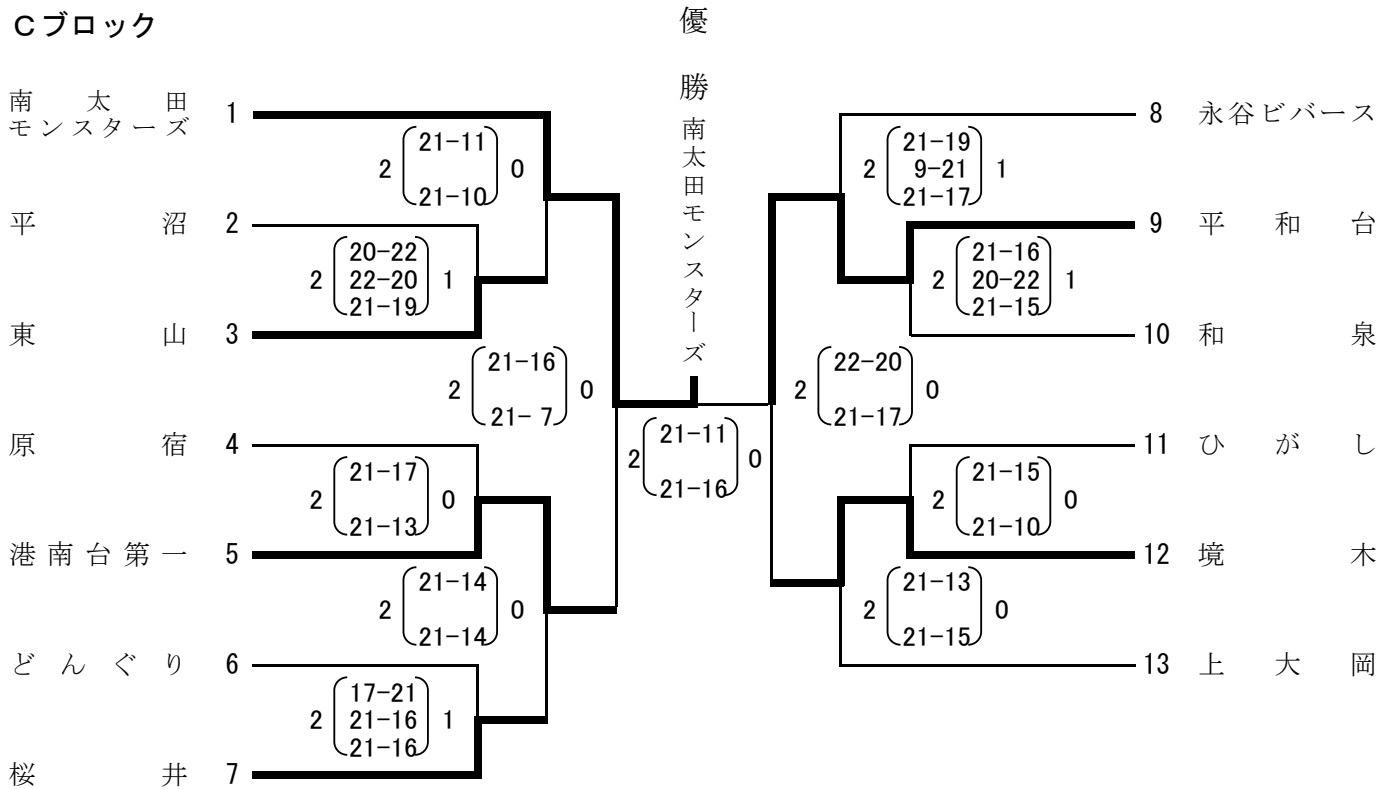 Cブロック
優勝
南太田モンスターズ
南太田
モンスターズ 1
2 21-11 0
21-10
平沼 2
2 20-22 1
22-20
21-19
東山 3
2 21-16 0
21- 7
原宿 4
2 21-17 0
21-13
港南台第一 5
2 21-14 0
21-14
どんぐり 6
2 17-21 1
21-16
21-16
桜井 7
2 21-11 0
21-16
8 永谷ビバース
2 21-19 1
9-21
21-17
9 平和台
2 21-16 1
20-22
21-15
10 和泉
2 22-20 0
21-17
11 ひがし
2 21-15 0
21-10
12 境木
2 21-13 0
21-15
13 上大岡